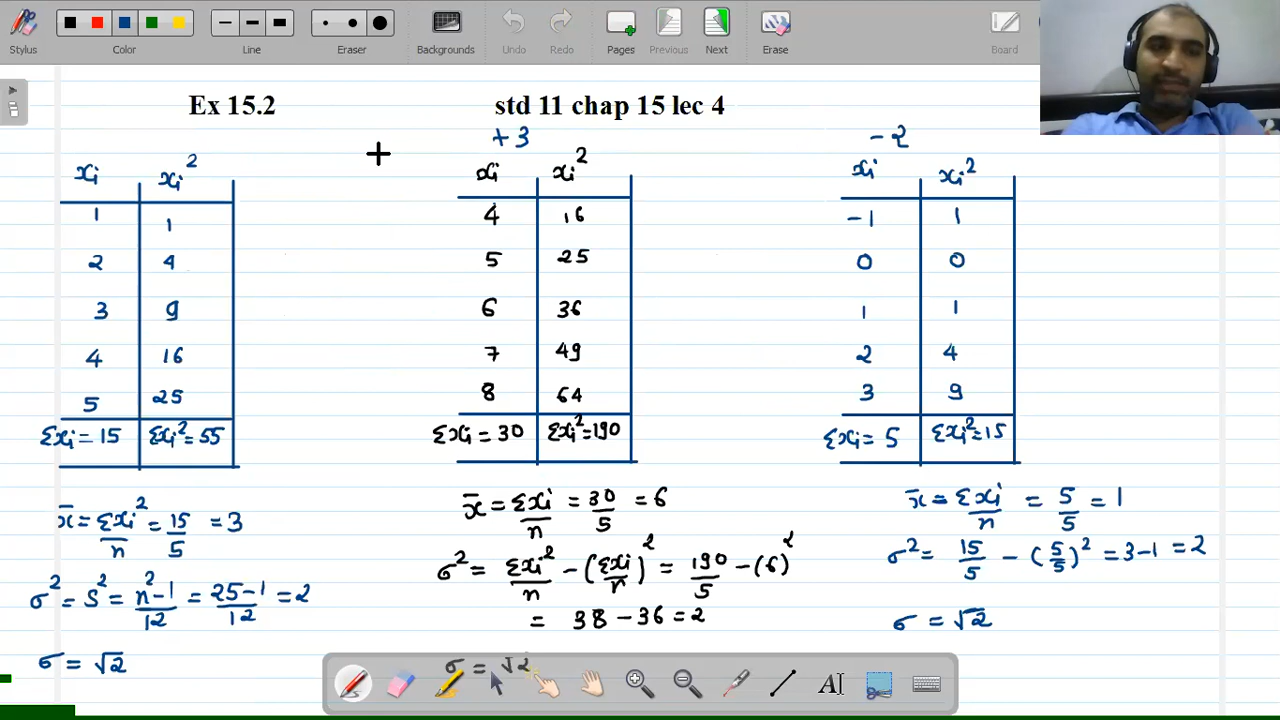 Stylus Color Line Eraser Backgrounds Undo Redo Pages Previous Next Erase Board
Ex 15.2 std 11 chap 15 lec 4
xi xi²
1 1
2 4
3 9
4 16
5 25
Σxi = 15 Σxi² = 55
x̄ = Σxi²/n = 15/5 = 3
σ² = S² = n²-1/12 = 25-1/12 = 2
σ = √2
+3
xi xi²
4 16
5 25
6 36
7 49
8 64
Σxi = 30 Σxi² = 190
x̄ = Σxi/n = 30/5 = 6
σ² = Σxi²/n - (Σxi/n)² = 190/5 - (6)²
= 38 - 36 = 2
σ = √2
-2
xi xi²
-1 1
0 0
1 1
2 4
3 9
Σxi = 5 Σxi² = 15
x̄ = Σxi/n = 5/5 = 1
σ² = 15/5 - (5/5)² = 3-1 = 2
σ = √2
A